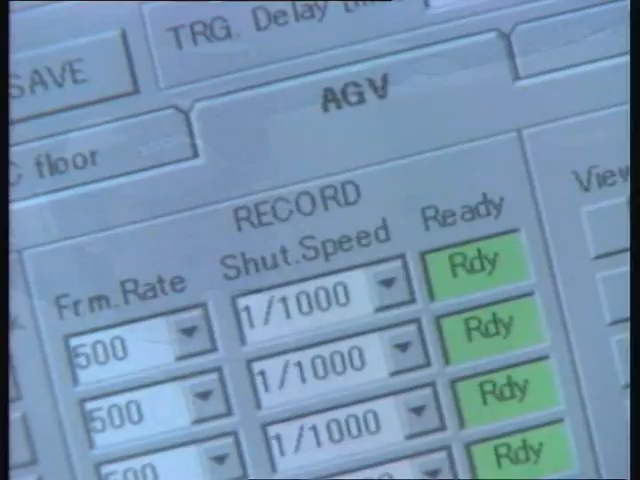 TRG. Delay
SAVE
AGV
floor
RECORD
View
Frm.Rate Shut.Speed Ready
500 1/1000 Rdy
500 1/1000 Rdy
500 1/1000 Rdy
Rdy